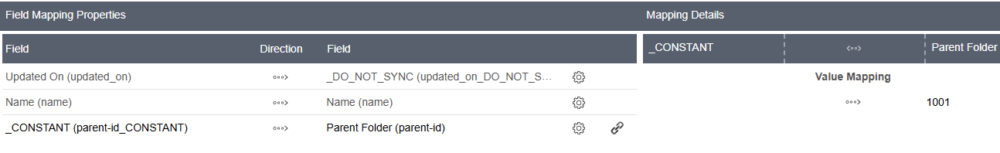 Field Mapping Properties
Mapping Details
Field Direction Field
_CONSTANT Parent Folder
Updated On (updated_on) _DO_NOT_SYNC (updated_on_DO_NOT_S...
Value Mapping
Name (name) Name (name)
1001
_CONSTANT (parent-id_CONSTANT) Parent Folder (parent-id)